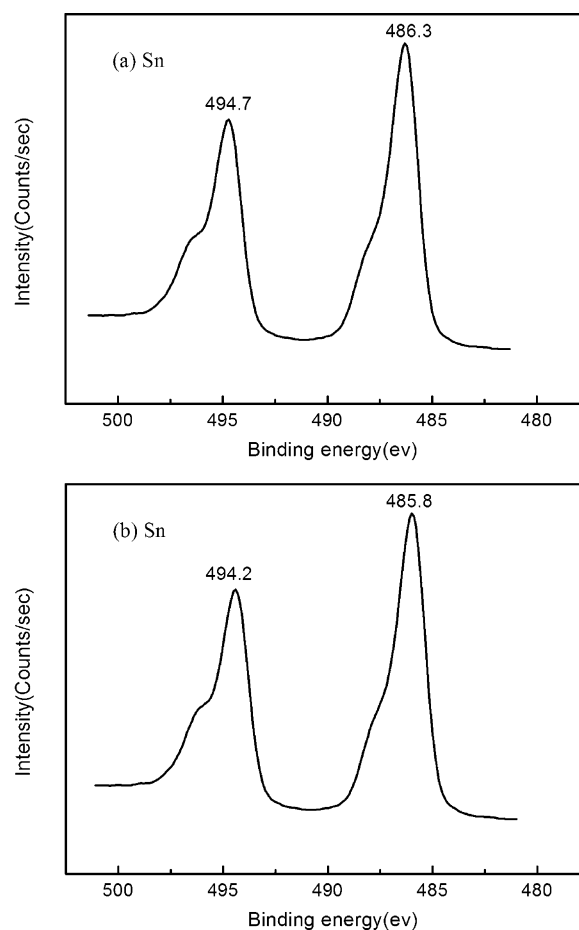 486.3
(a) Sn
494.7
Intensity(Counts/sec)
500 495 490 485 480
Binding energy(ev)
485.8
(b) Sn
494.2
Intensity(Counts/sec)
500 495 490 485 480
Binding energy(ev)